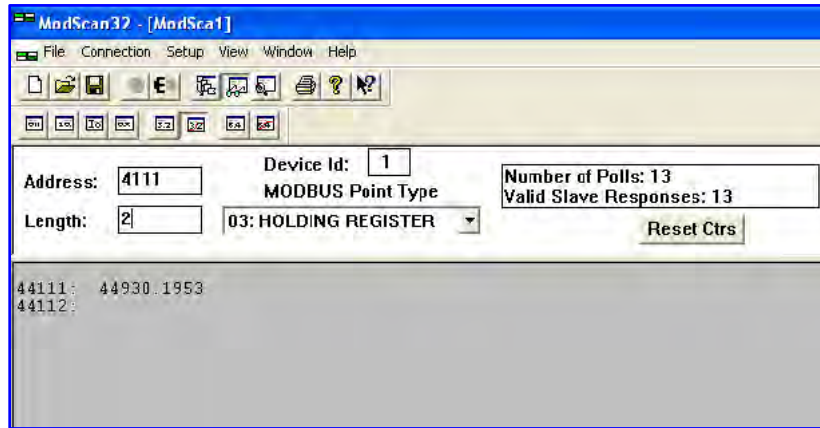 ModScan32 - [ModSca1]
File Connection Setup View Window Help
Address: 4111
Device Id: 1
MODBUS Point Type
Length: 2
03: HOLDING REGISTER
Number of Polls: 13
Valid Slave Responses: 13
Reset Ctrs
44111: 44930.1953
44112: